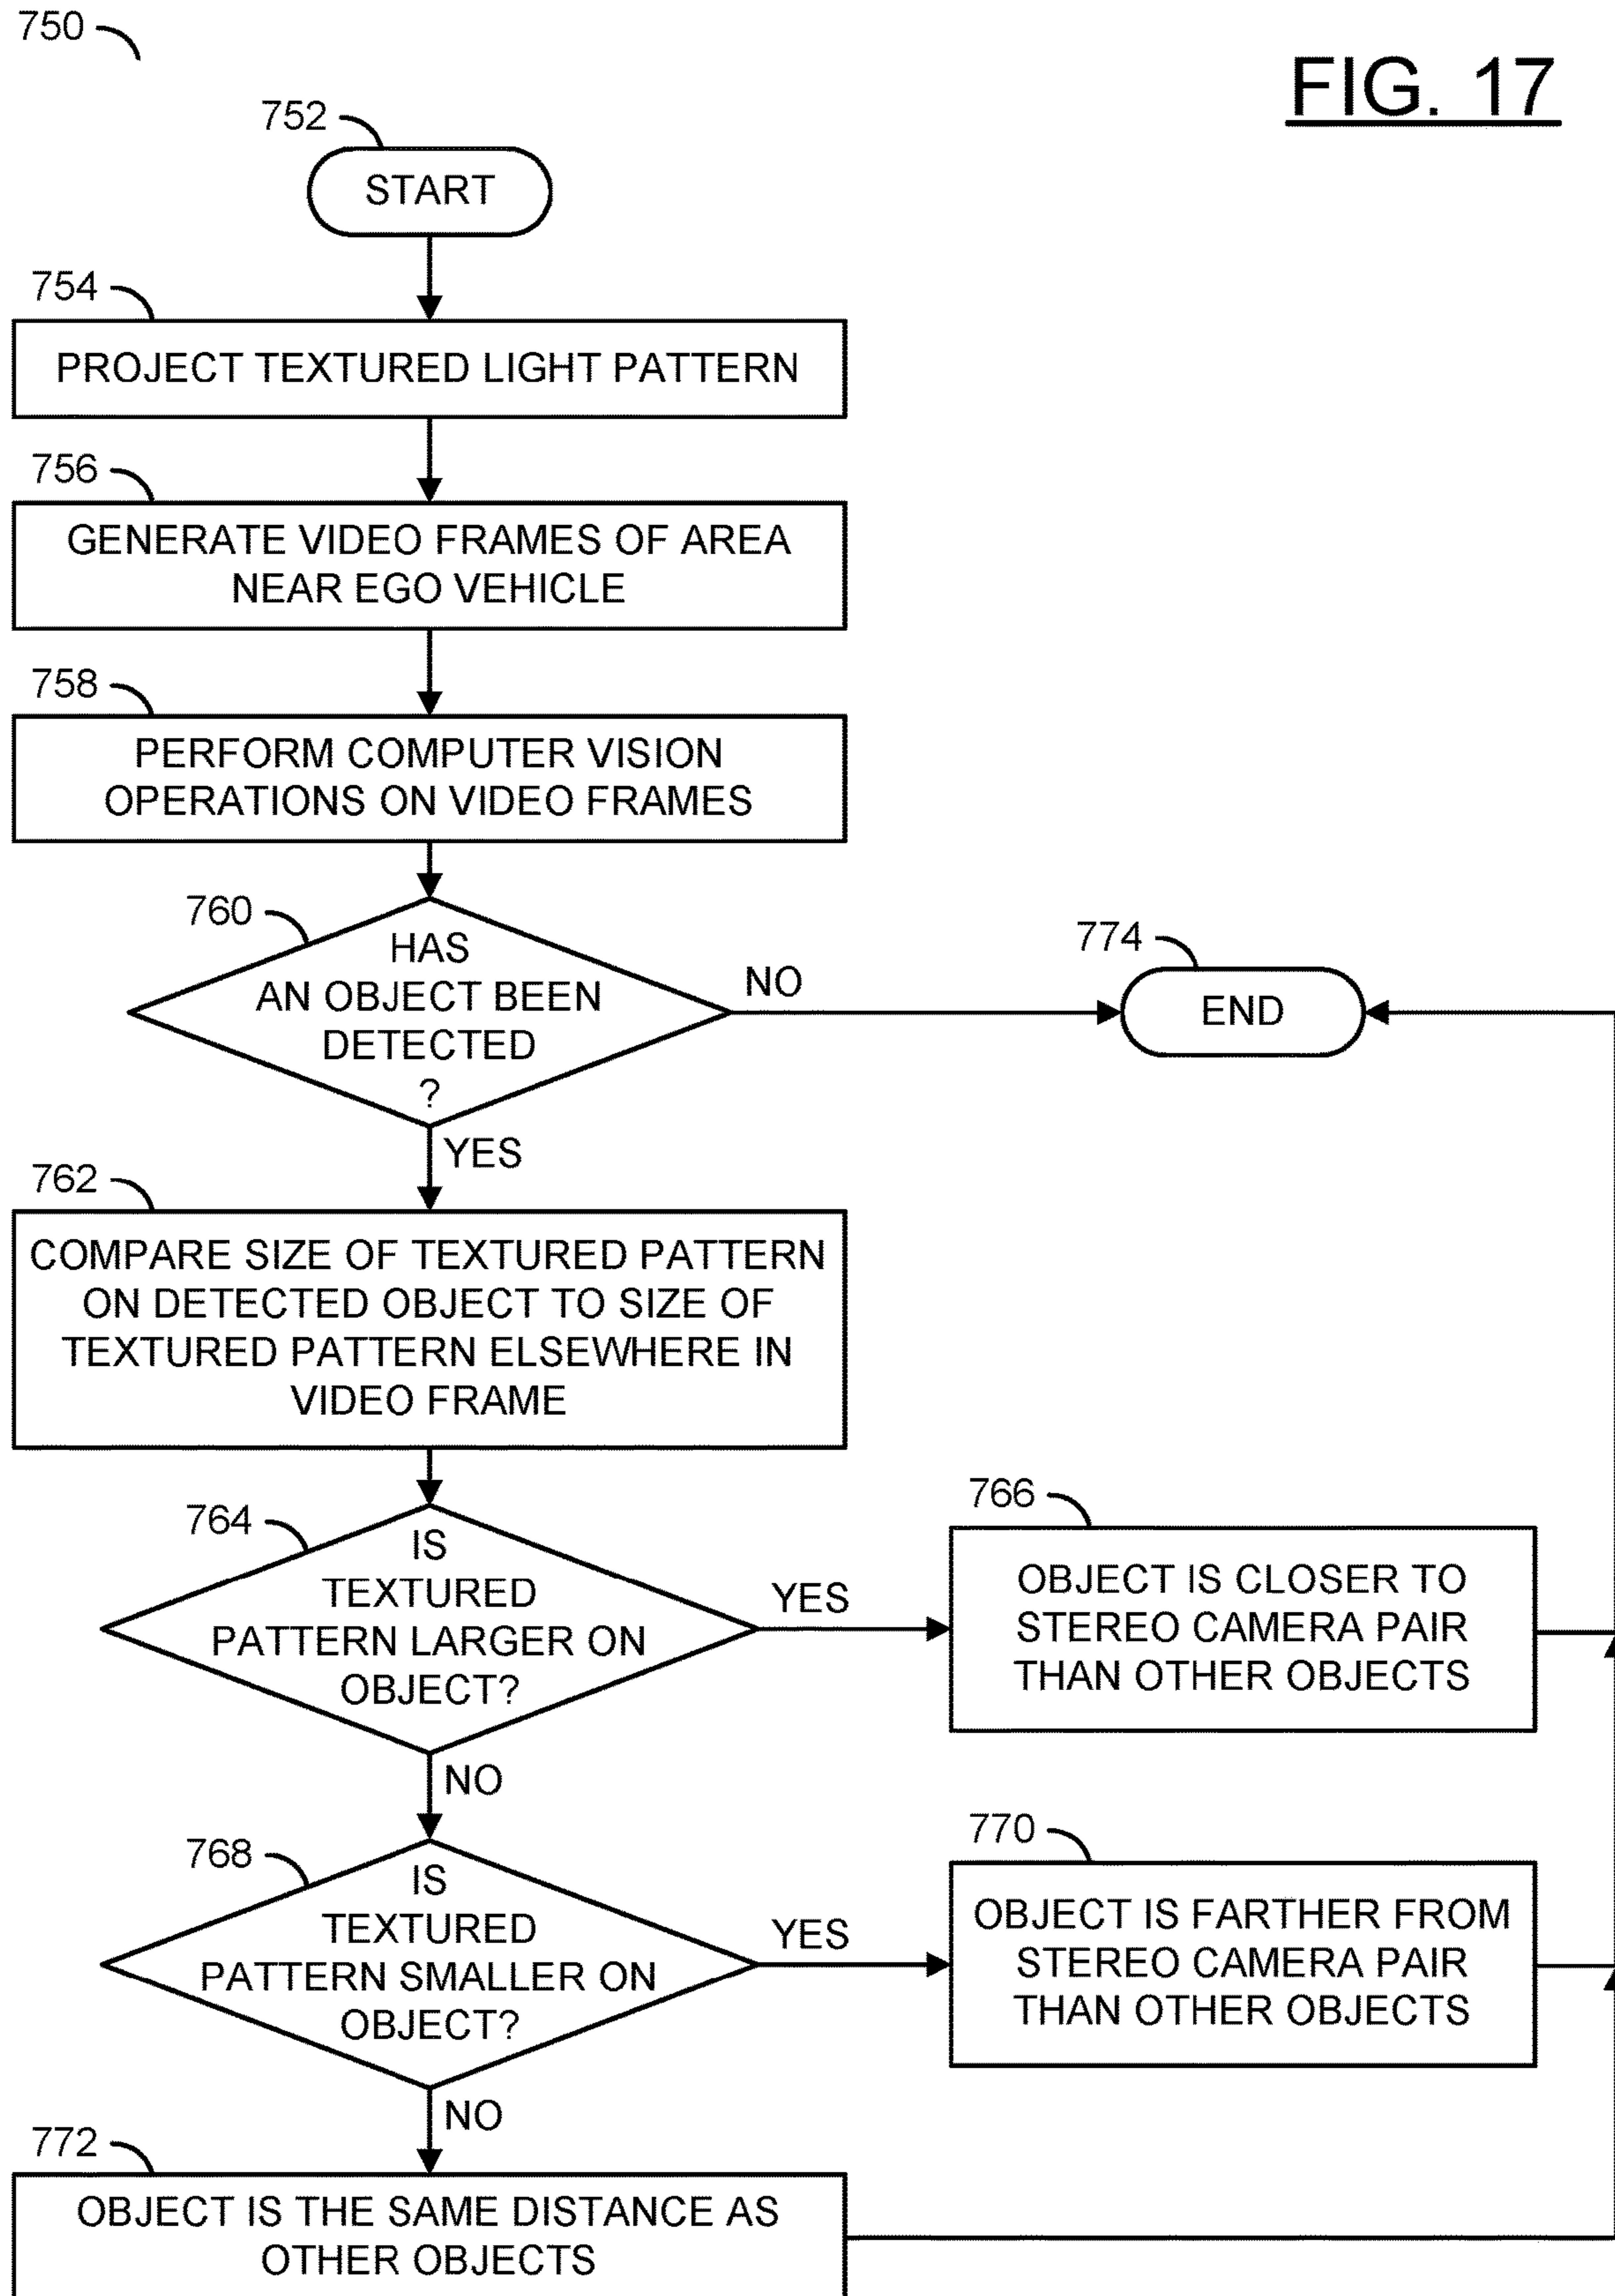 750
FIG. 17
752
START
754
PROJECT TEXTURED LIGHT PATTERN
756
GENERATE VIDEO FRAMES OF AREA
NEAR EGO VEHICLE
758
PERFORM COMPUTER VISION
OPERATIONS ON VIDEO FRAMES
760
HAS
AN OBJECT BEEN
DETECTED
?
NO
774
END
YES
762
COMPARE SIZE OF TEXTURED PATTERN
ON DETECTED OBJECT TO SIZE OF
TEXTURED PATTERN ELSEWHERE IN
VIDEO FRAME
764
IS
TEXTURED
PATTERN LARGER ON
OBJECT?
YES
766
OBJECT IS CLOSER TO
STEREO CAMERA PAIR
THAN OTHER OBJECTS
NO
768
IS
TEXTURED
PATTERN SMALLER ON
OBJECT?
YES
770
OBJECT IS FARTHER FROM
STEREO CAMERA PAIR
THAN OTHER OBJECTS
NO
772
OBJECT IS THE SAME DISTANCE AS
OTHER OBJECTS